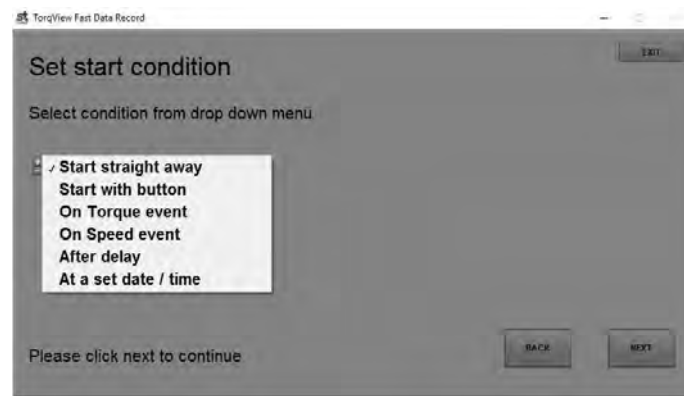 TorqView Fast Data Record
EXIT
Set start condition
Select condition from drop down menu
✓ Start straight away
Start with button
On Torque event
On Speed event
After delay
At a set date / time
BACK
NEXT
Please click next to continue